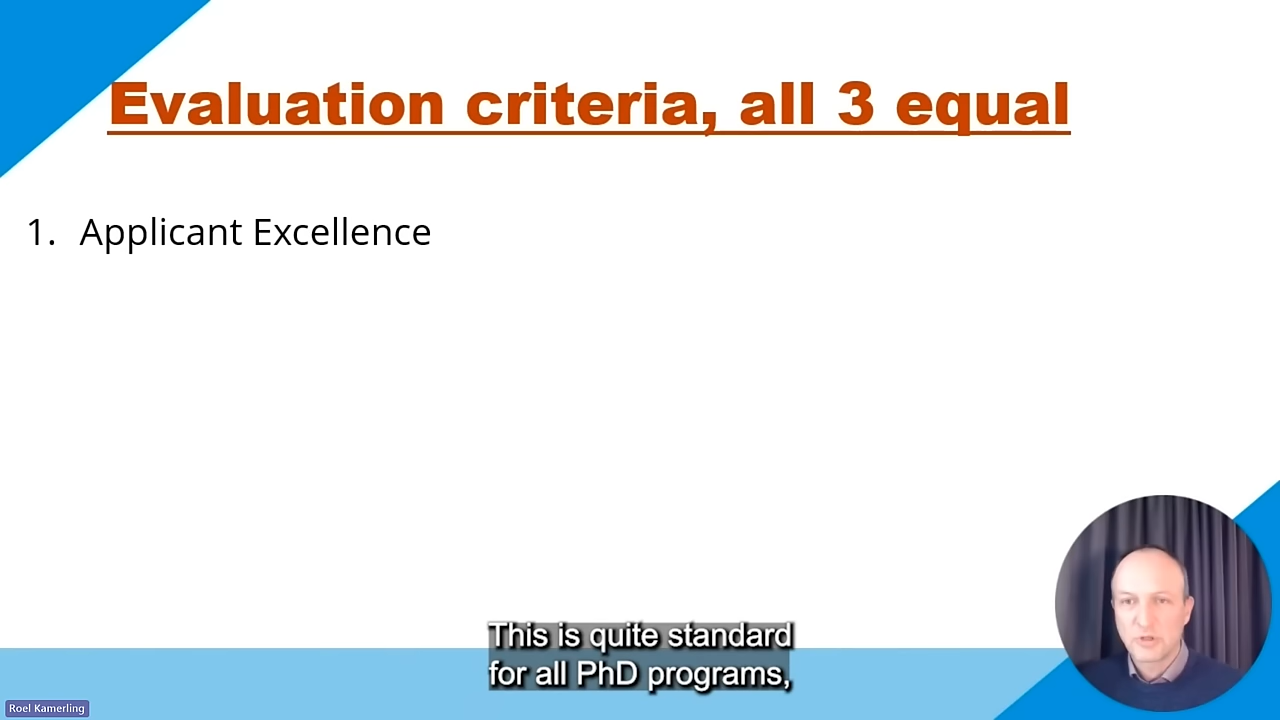 Evaluation criteria, all 3 equal
1. Applicant Excellence
This is quite standard
for all PhD programs,
Roel Kamerling